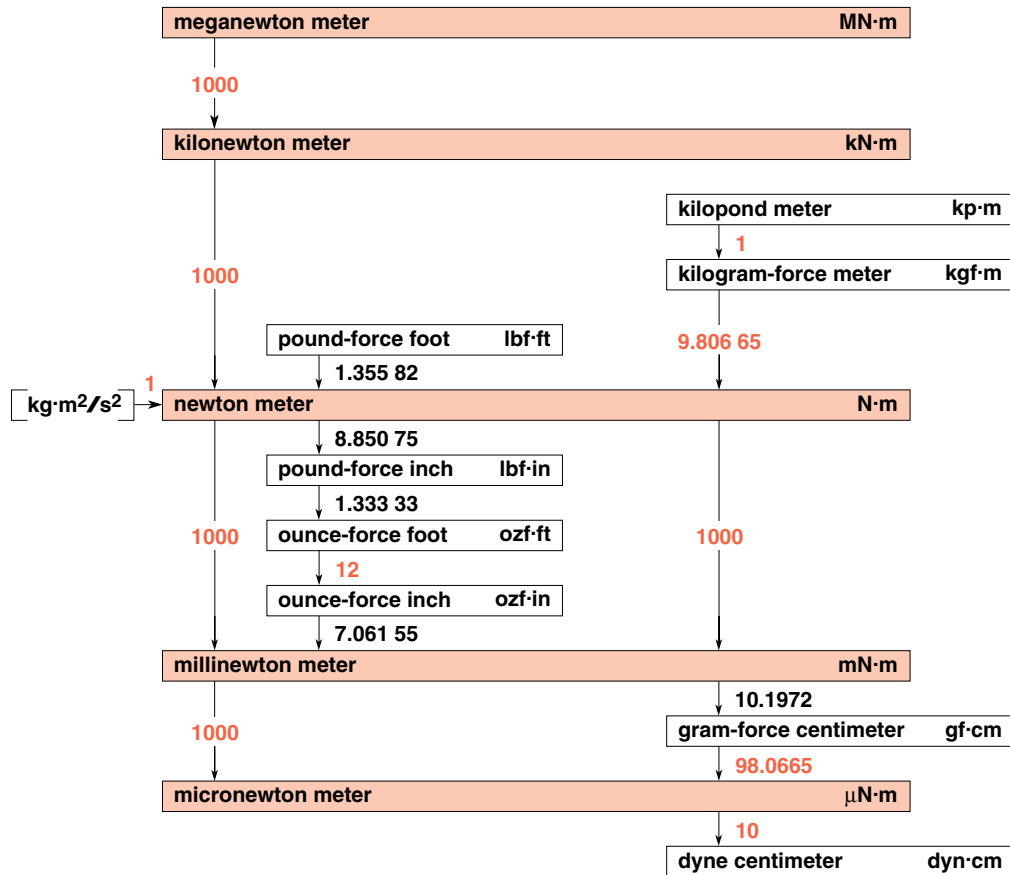 meganewton meter MN·m
1000
kilonewton meter kN·m
kilopond meter kp·m
1
kilogram-force meter kgf·m
1000
pound-force foot lbf·ft
9.806 65
1.355 82
1
kg·m²/s²
newton meter N·m
8.850 75
pound-force inch lbf·in
1.333 33
1000
ounce-force foot ozf·ft
1000
12
ounce-force inch ozf·in
7.061 55
millinewton meter mN·m
10.1972
1000
gram-force centimeter gf·cm
98.0665
micronewton meter μN·m
10
dyne centimeter dyn·cm